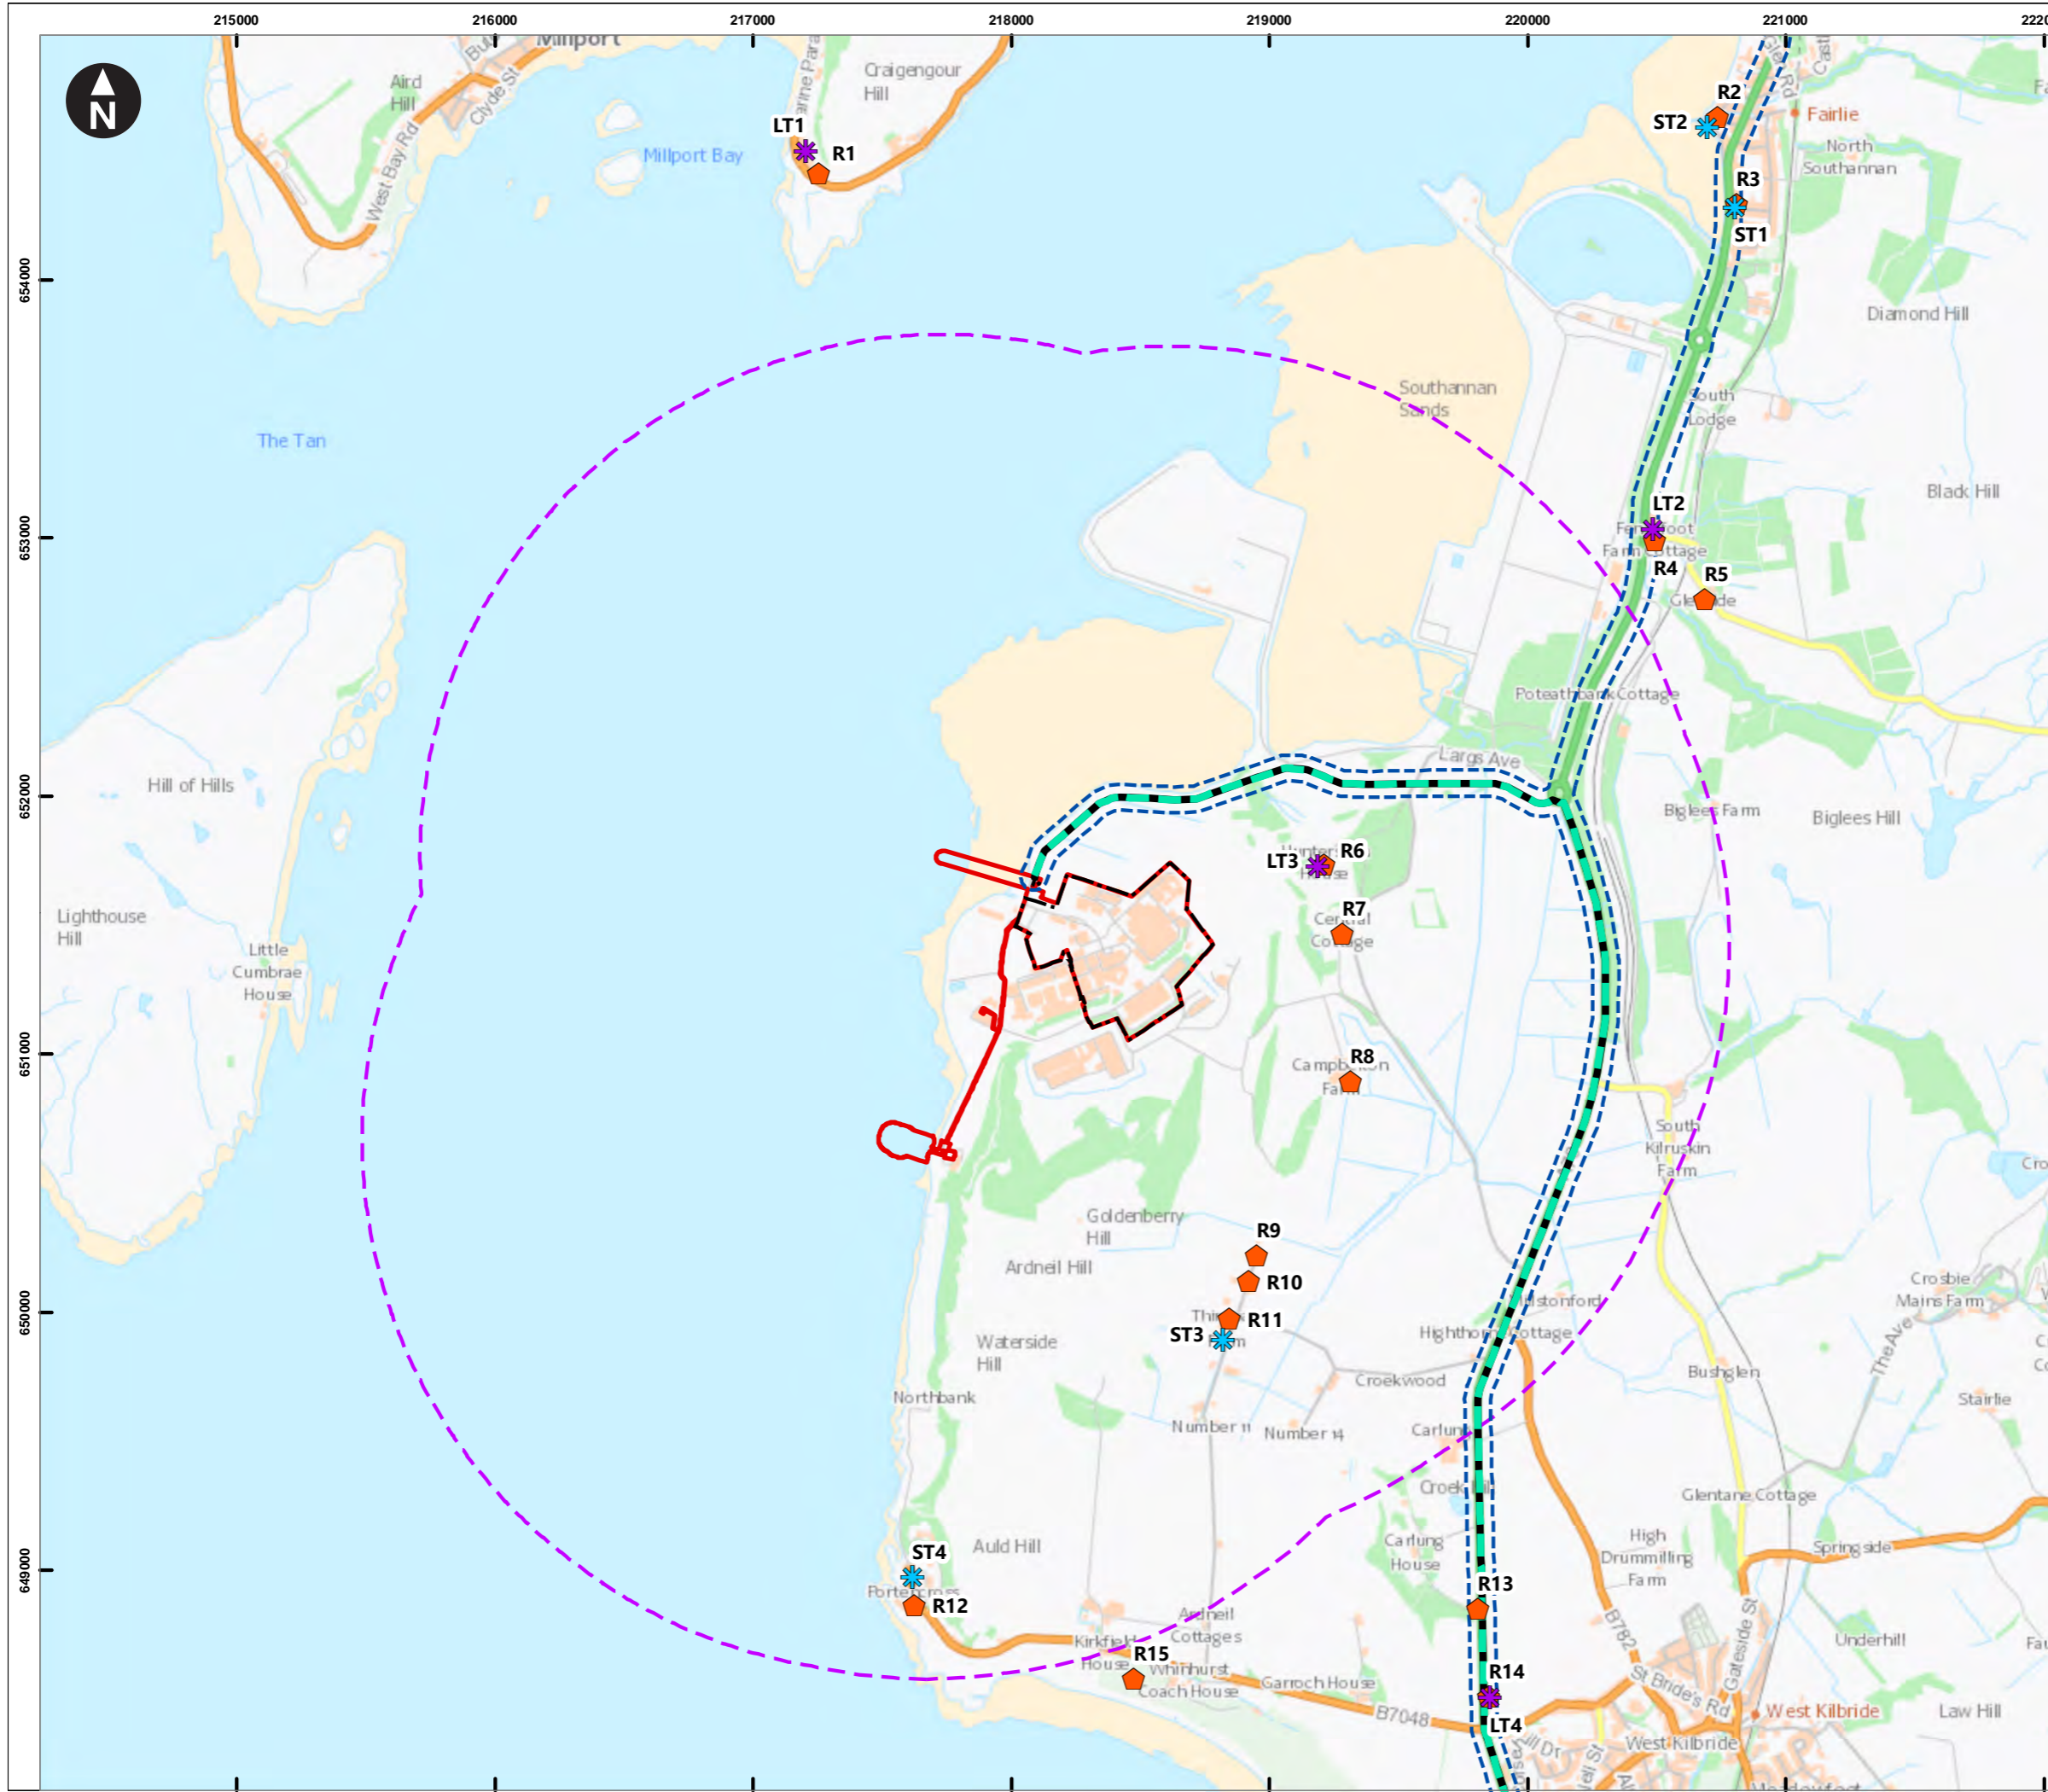 215000
216000
217000
218000
219000
220000
221000
654000
653000
652000
651000
650000
649000
N
Millport
Aird
Hill
West Bay Rd
Clyde St
Millport Bay
Craigengour
Hill
LT1
R1
R2
ST2
Fairlie
North
Southannan
R3
ST1
Diamond Hill
Southannan
Sands
South
Lodge
Black Hill
The Tan
LT2
R4
R5
Poteathbank Cottage
Largs Ave
Biglees Farm
Biglees Hill
Hill of Hills
Lighthouse
Hill
Little
Cumbrae
House
LT3
R6
House
R7
Cottage
R8
South
Kilruskin
Farm
Goldenberry
Hill
Ardneil Hill
R9
R10
R11
ST3
Waterside
Hill
Northbank
Highthorn Cottage
Crosbie
Mains Farm
The Ave
Croekwood
Bushglen
Stairlie
Number 11
Number 14
Glentane Cottage
Carlung
House
High
Drummilling
Farm
Springside
Auld Hill
ST4
R12
Ardneil
Cottages
Kirkfield
House
R15
Whinhurst
Coach House
Garroch House
B7048
R13
R14
LT4
B782
St Bride's Rd
Gateside St
Underhill
West Kilbride
West Kilbride
Law Hill